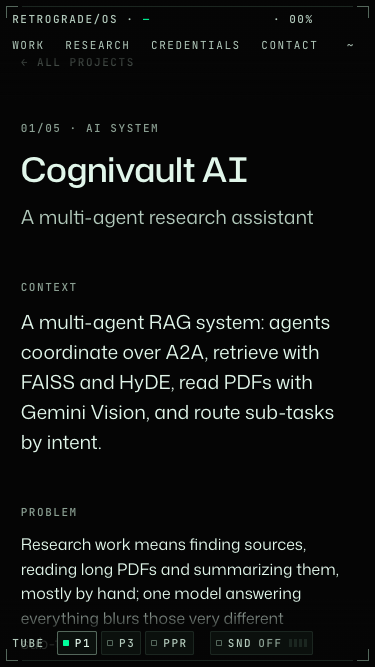 RETROGRADE/OS · — · 00%
WORK RESEARCH CREDENTIALS CONTACT ~
← ALL PROJECTS
01/05 · AI SYSTEM
Cognivault AI
A multi-agent research assistant
CONTEXT
A multi-agent RAG system: agents
coordinate over A2A, retrieve with
FAISS and HyDE, read PDFs with
Gemini Vision, and route sub-tasks
by intent.
PROBLEM
Research work means finding sources,
reading long PDFs and summarizing them,
mostly by hand; one model answering
everything blurs those very different
TUBE P1 P3 PPR SND OFF